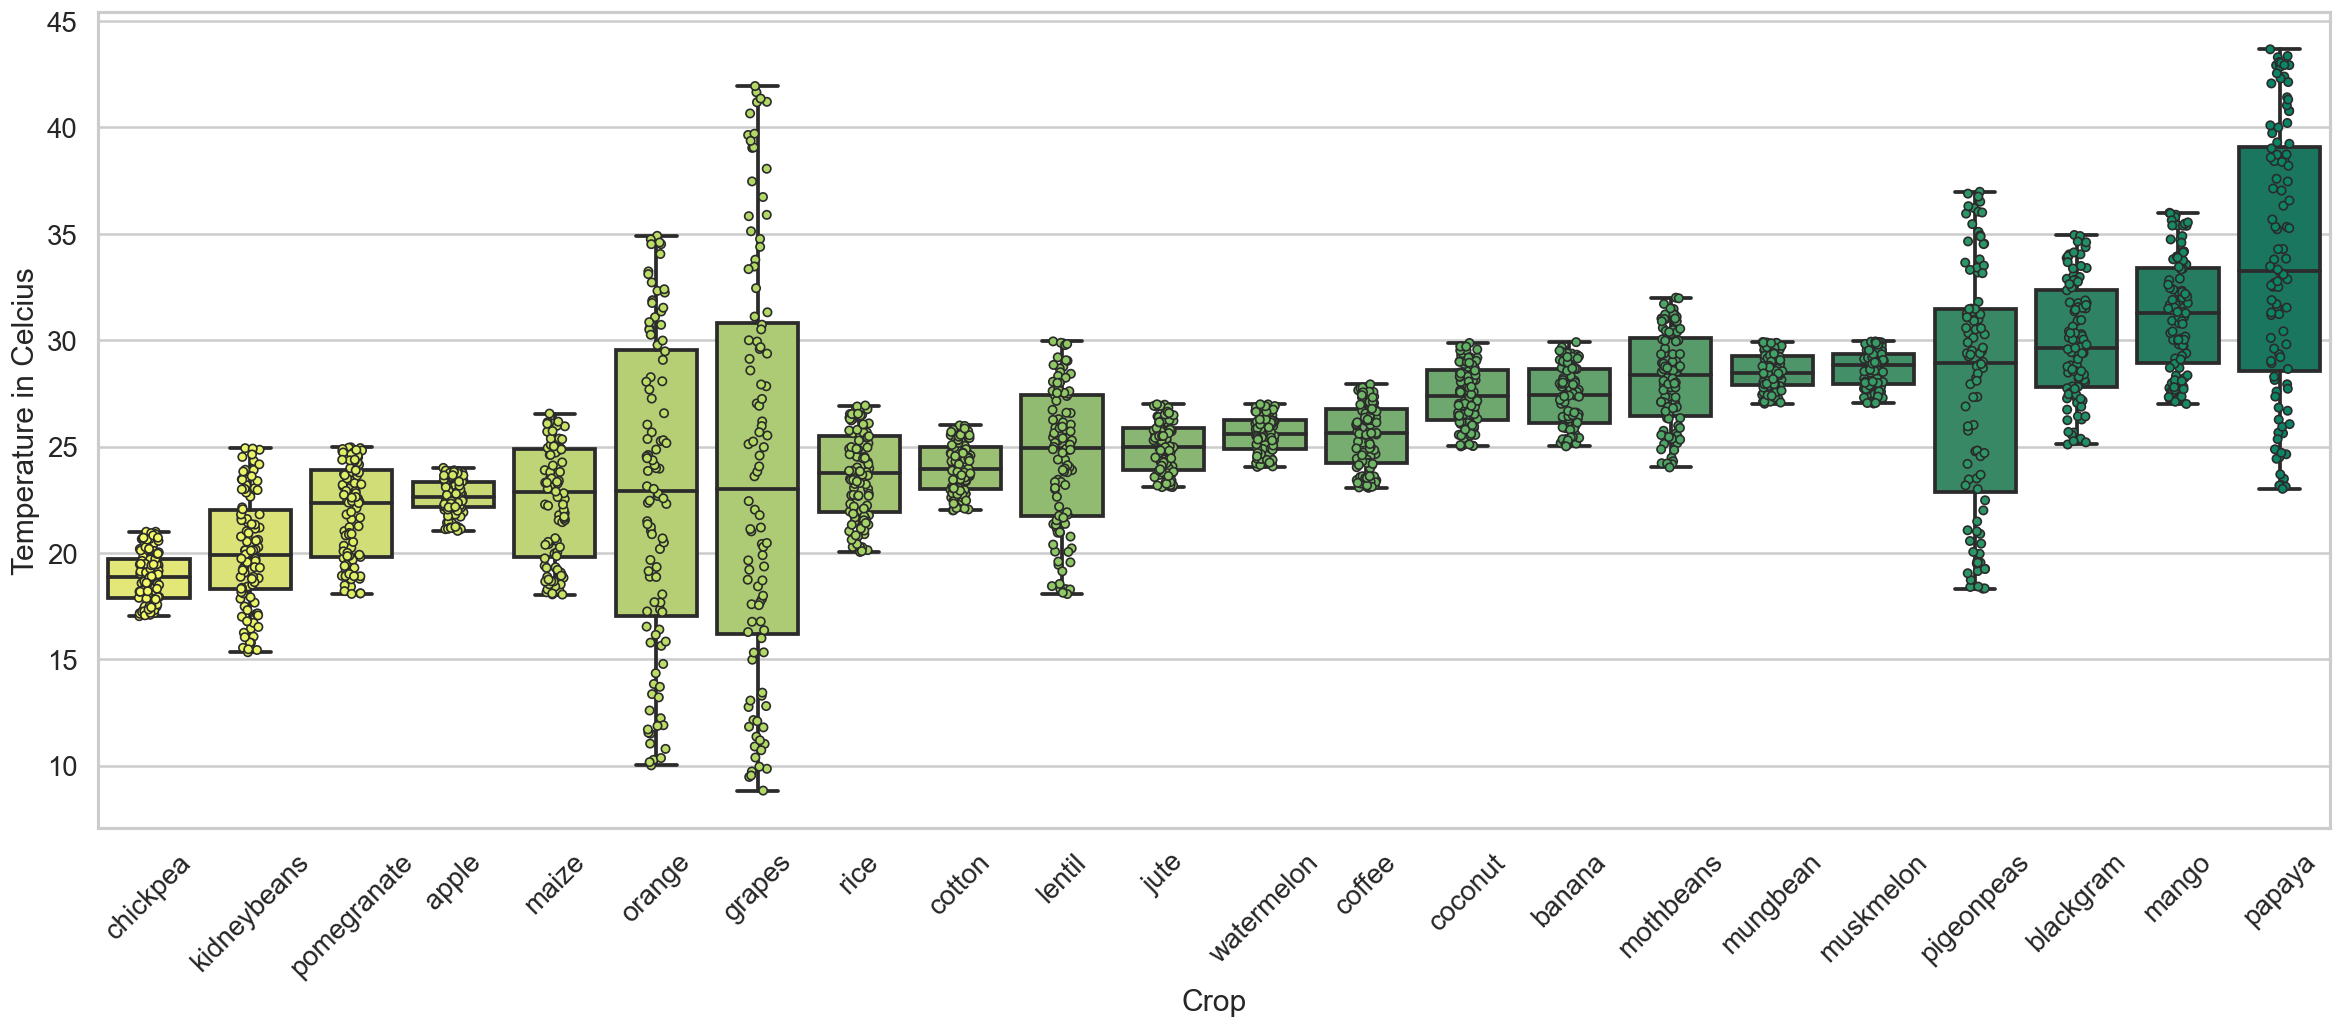 Temperature in Celcius
45
40
35
30
25
20
15
10
chickpea
kidneybeans
pomegranate
apple
maize
orange
grapes
rice
cotton
lentil
jute
watermelon
coffee
coconut
banana
mothbeans
mungbean
muskmelon
pigeonpeas
blackgram
mango
papaya
Crop